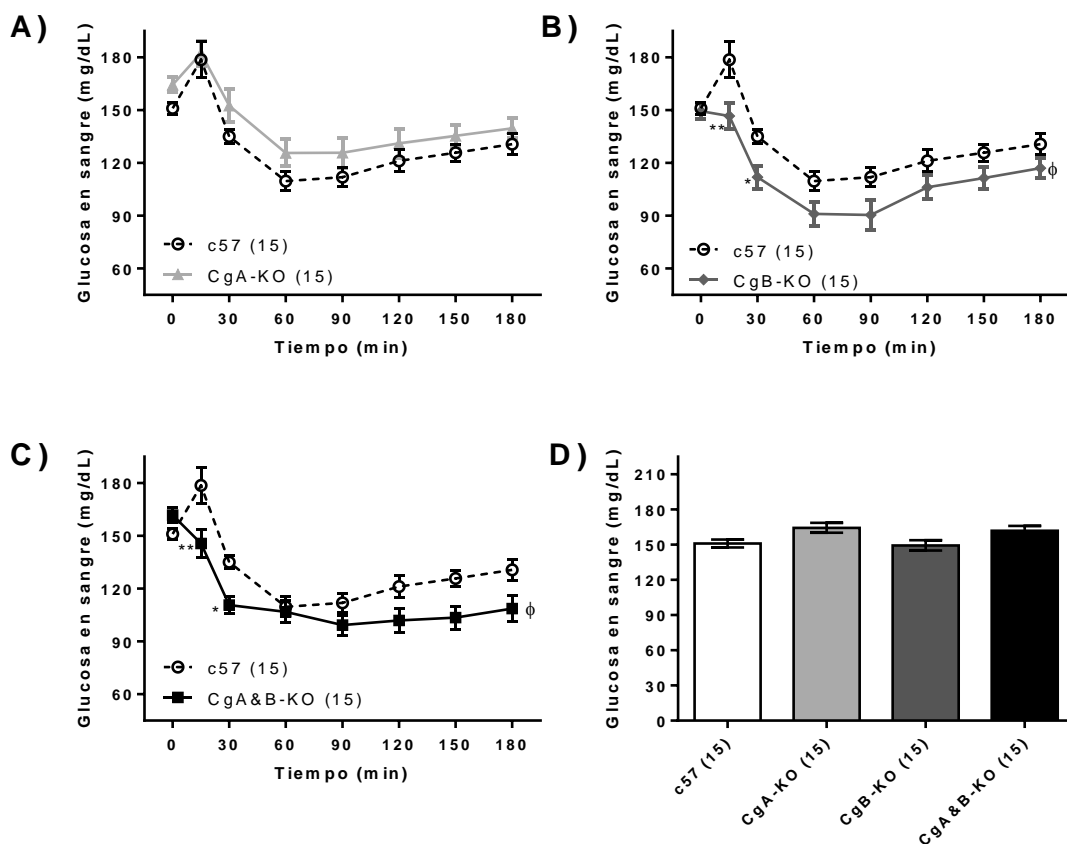 A)
Glucosa en sangre (mg/dL)
180
150
120
90
60
c57 (15)
CgA-KO (15)
0 30 60 90 120 150 180
Tiempo (min)
B)
Glucosa en sangre (mg/dL)
180
150
120
90
60
**
*
ϕ
c57 (15)
CgB-KO (15)
0 30 60 90 120 150 180
Tiempo (min)
C)
Glucosa en sangre (mg/dL)
180
150
120
90
60
**
*
ϕ
c57 (15)
CgA&B-KO (15)
0 30 60 90 120 150 180
Tiempo (min)
D)
Glucosa en sangre (mg/dL)
210
180
150
120
90
60
30
0
c57 (15)
CgA-KO (15)
CgB-KO (15)
CgA&B-KO (15)